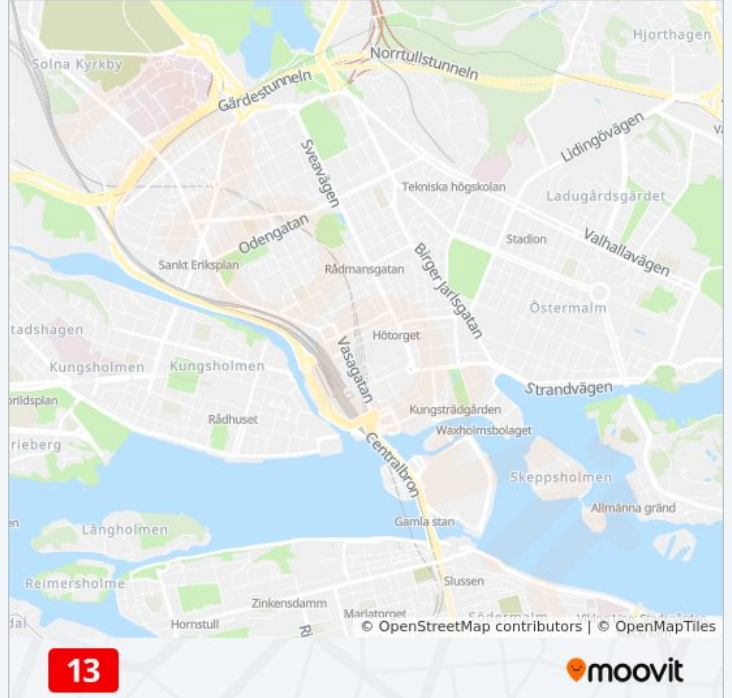 Hjorthagen
Solna Kyrkby
Norrtullstunneln
Gärdestunneln
Lidingövägen
Sveavägen
Tekniska högskolan
Ladugårdsgärdet
Odengatan
Stadion
Valhallavägen
Sankt Eriksplan
Rådmansgatan
Birger Jarlsgatan
Östermalm
tadshagen
Hötorget
Vasagatan
Kungsholmen
Kungsholmen
Strandvägen
Rådhuset
Kungsträdgården
Waxholmsbolaget
rieberg
Centralbron
Skeppsholmen
Allmänna gränd
Gamla stan
Långholmen
Reimersholme
Slussen
Zinkensdamm
Mariatorget
Södermalm
Hornstull
© OpenStreetMap contributors | © OpenMapTiles
13
moovit